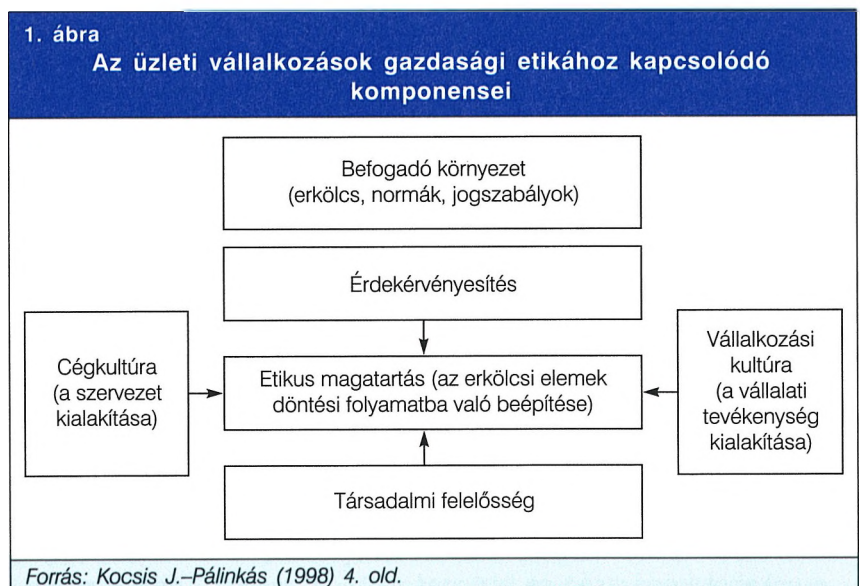 1. ábra
Az üzleti vállalkozások gazdasági etikához kapcsolódó
komponensei
Befogadó környezet
(erkölcs, normák, jogszabályok)
Érdekérvényesítés
Cégkultúra
(a szervezet
kialakítása)
Etikus magatartás (az erkölcsi elemek
döntési folyamatba való beépítése)
Vállalkozási
kultúra
(a vállalati
tevékenység
kialakítása)
Társadalmi felelősség
Forrás: Kocsis J.–Pálinkás (1998) 4. old.